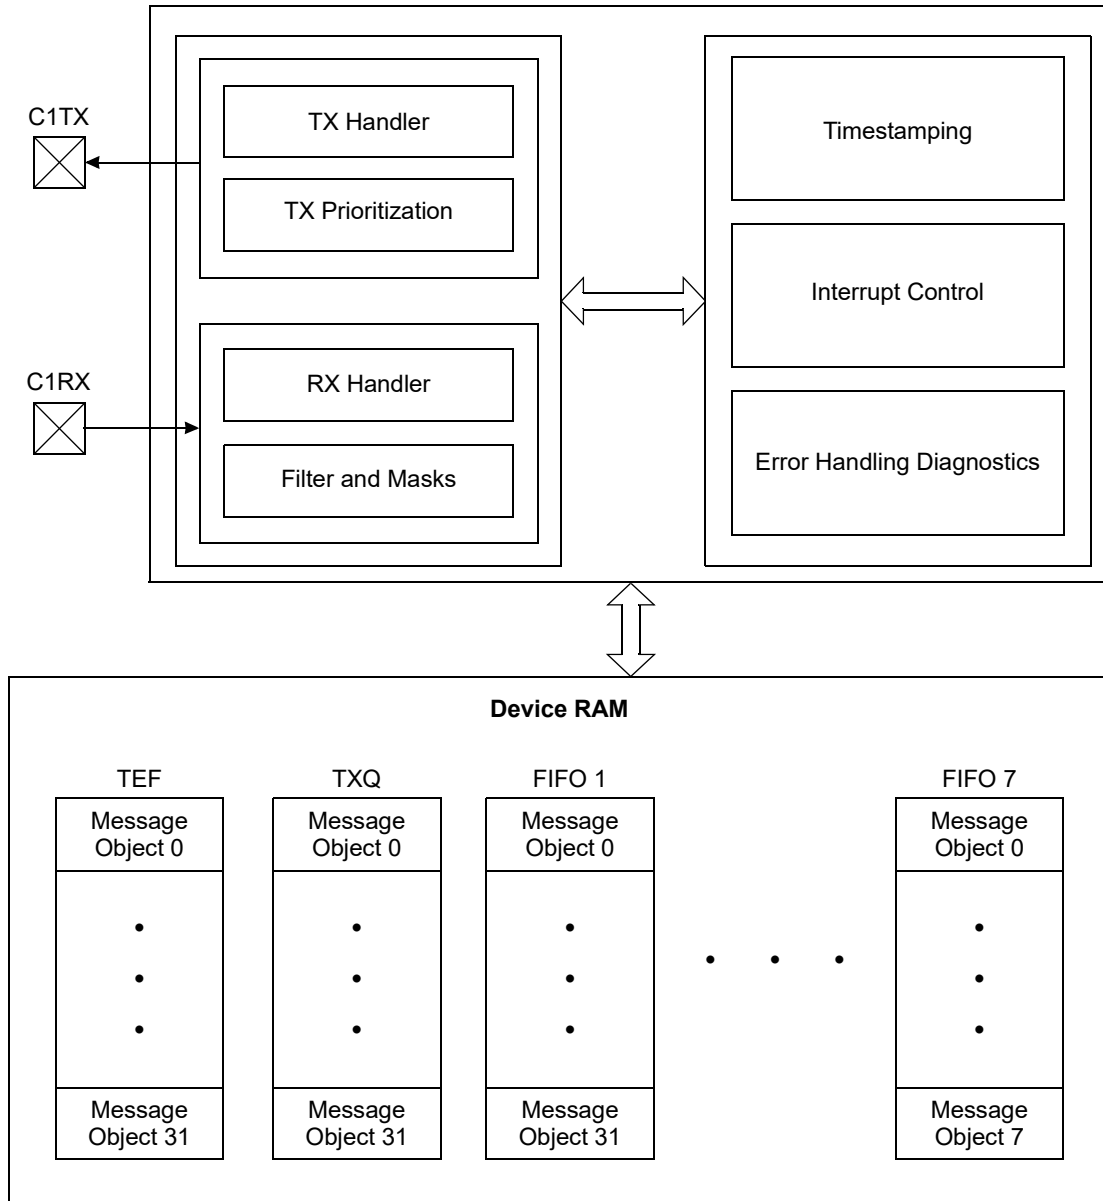 C1TX
TX Handler
TX Prioritization
C1RX
RX Handler
Filter and Masks
Timestamping
Interrupt Control
Error Handling Diagnostics
Device RAM
TEF
TXQ
FIFO 1
FIFO 7
Message
Object 0
Message
Object 0
Message
Object 0
Message
Object 0
Message
Object 31
Message
Object 31
Message
Object 31
Message
Object 7